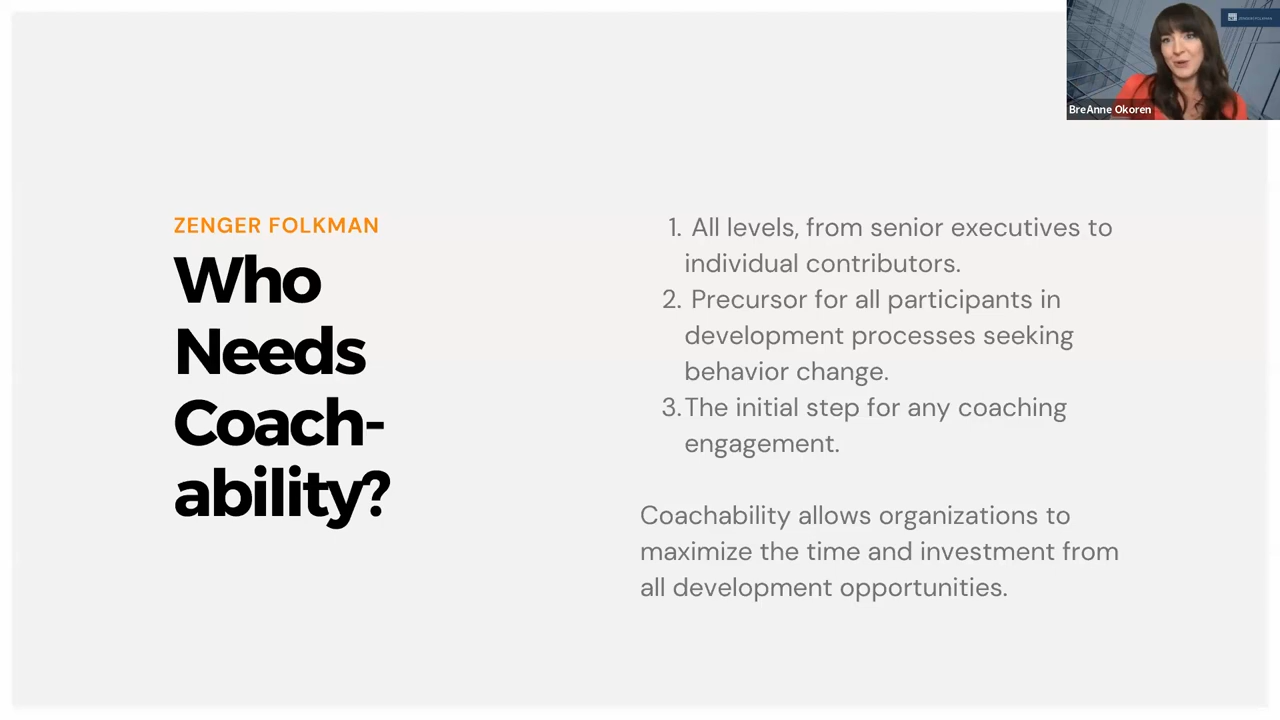 BreAnne Okoren
ZENGER FOLKMAN
Who
Needs
Coach-
ability?
1. All levels, from senior executives to
individual contributors.
2. Precursor for all participants in
development processes seeking
behavior change.
3. The initial step for any coaching
engagement.
Coachability allows organizations to
maximize the time and investment from
all development opportunities.